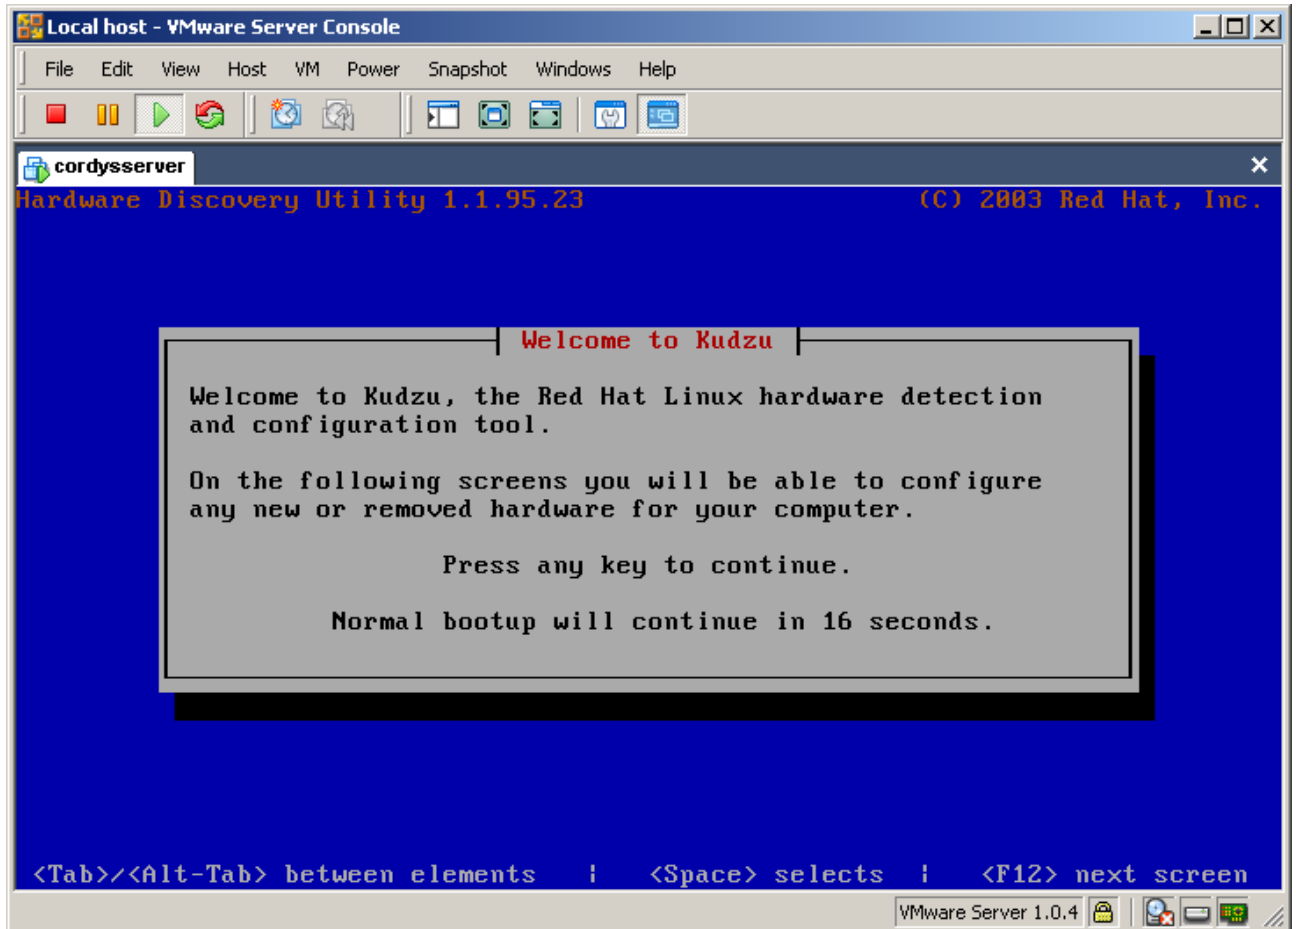 Local host - VMware Server Console
File Edit View Host VM Power Snapshot Windows Help
cordysserver
Hardware Discovery Utility 1.1.95.23 (C) 2003 Red Hat, Inc.
Welcome to Kudzu
Welcome to Kudzu, the Red Hat Linux hardware detection
and configuration tool.
On the following screens you will be able to configure
any new or removed hardware for your computer.
Press any key to continue.
Normal bootup will continue in 16 seconds.
<Tab>/<Alt-Tab> between elements | <Space> selects | <F12> next screen
VMware Server 1.0.4